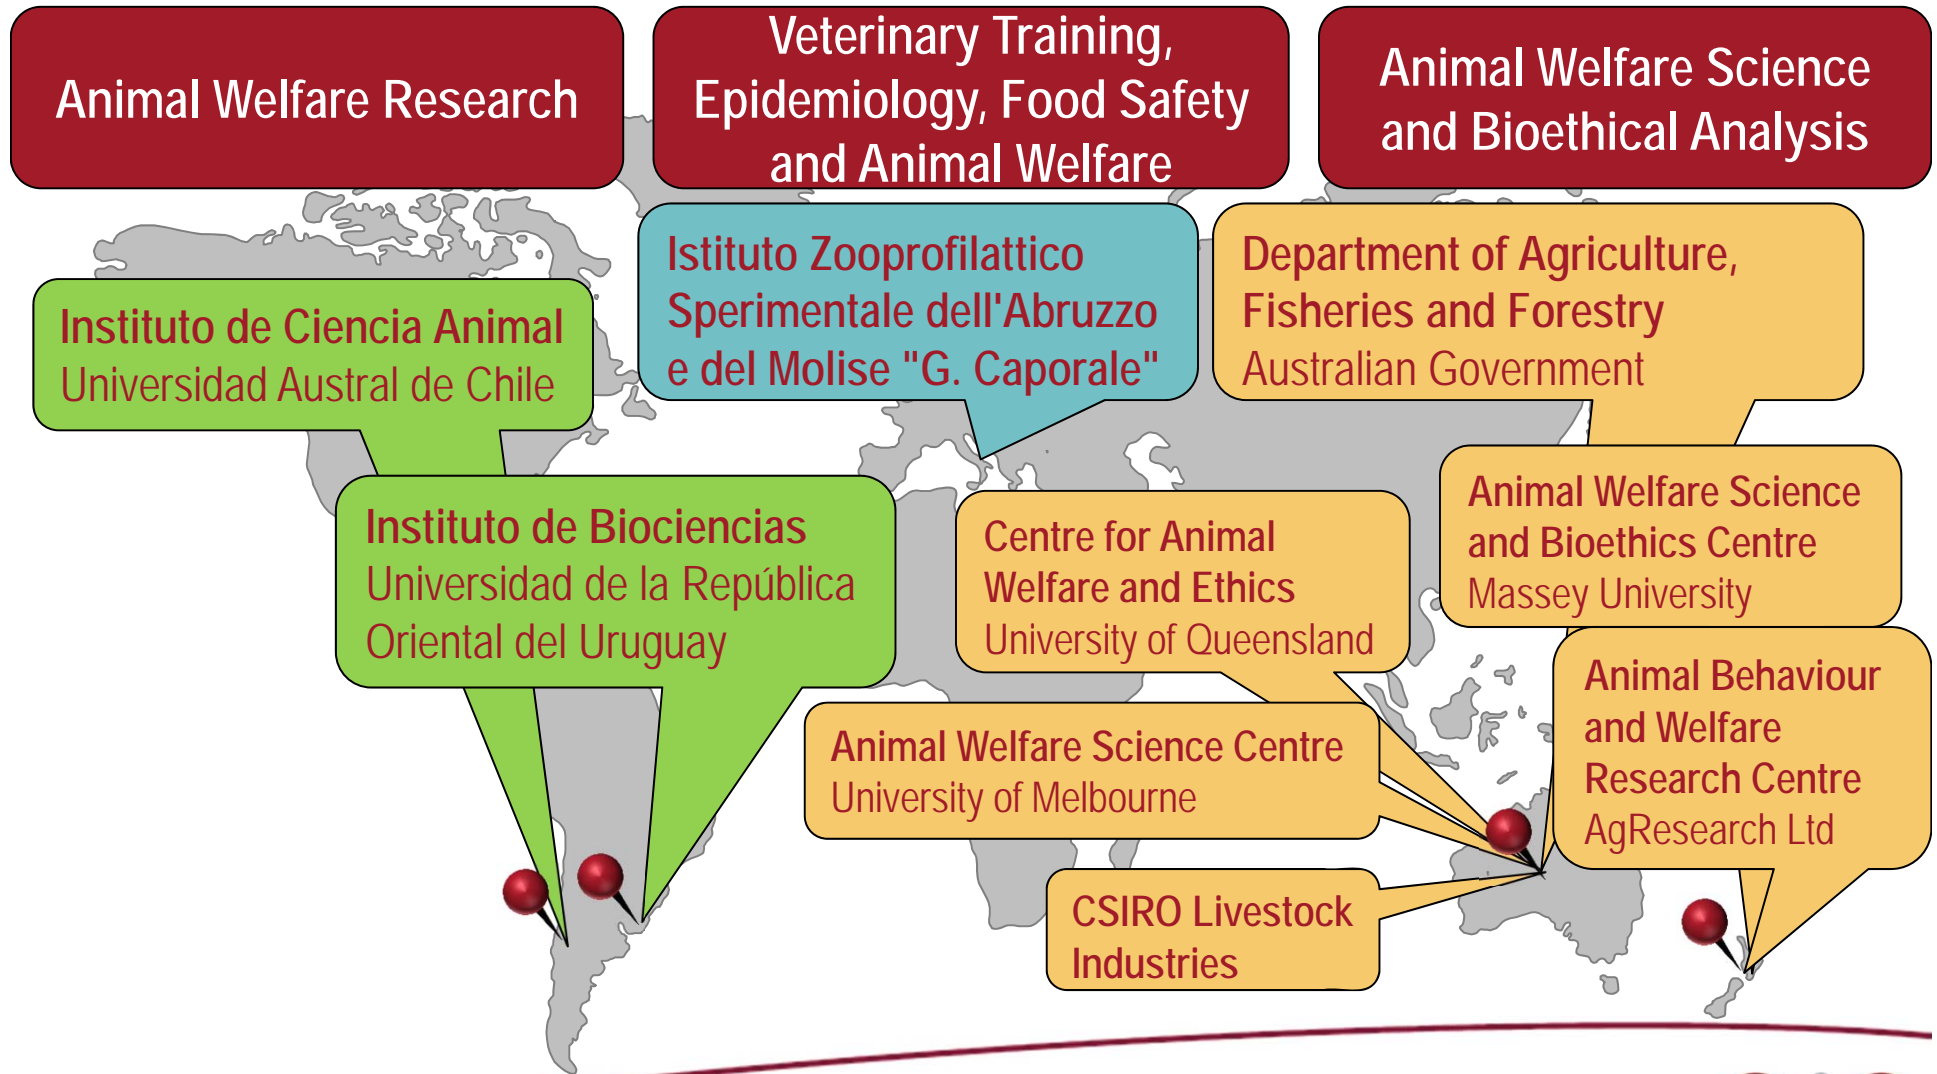 Animal Welfare Research
Veterinary Training,
Epidemiology, Food Safety
and Animal Welfare
Animal Welfare Science
and Bioethical Analysis
Instituto de Ciencia Animal
Universidad Austral de Chile
Istituto Zooprofilattico
Sperimentale dell'Abruzzo
e del Molise "G. Caporale"
Department of Agriculture,
Fisheries and Forestry
Australian Government
Instituto de Biociencias
Universidad de la República
Oriental del Uruguay
Centre for Animal
Welfare and Ethics
University of Queensland
Animal Welfare Science
and Bioethics Centre
Massey University
Animal Welfare Science Centre
University of Melbourne
Animal Behaviour
and Welfare
Research Centre
AgResearch Ltd
CSIRO Livestock
Industries